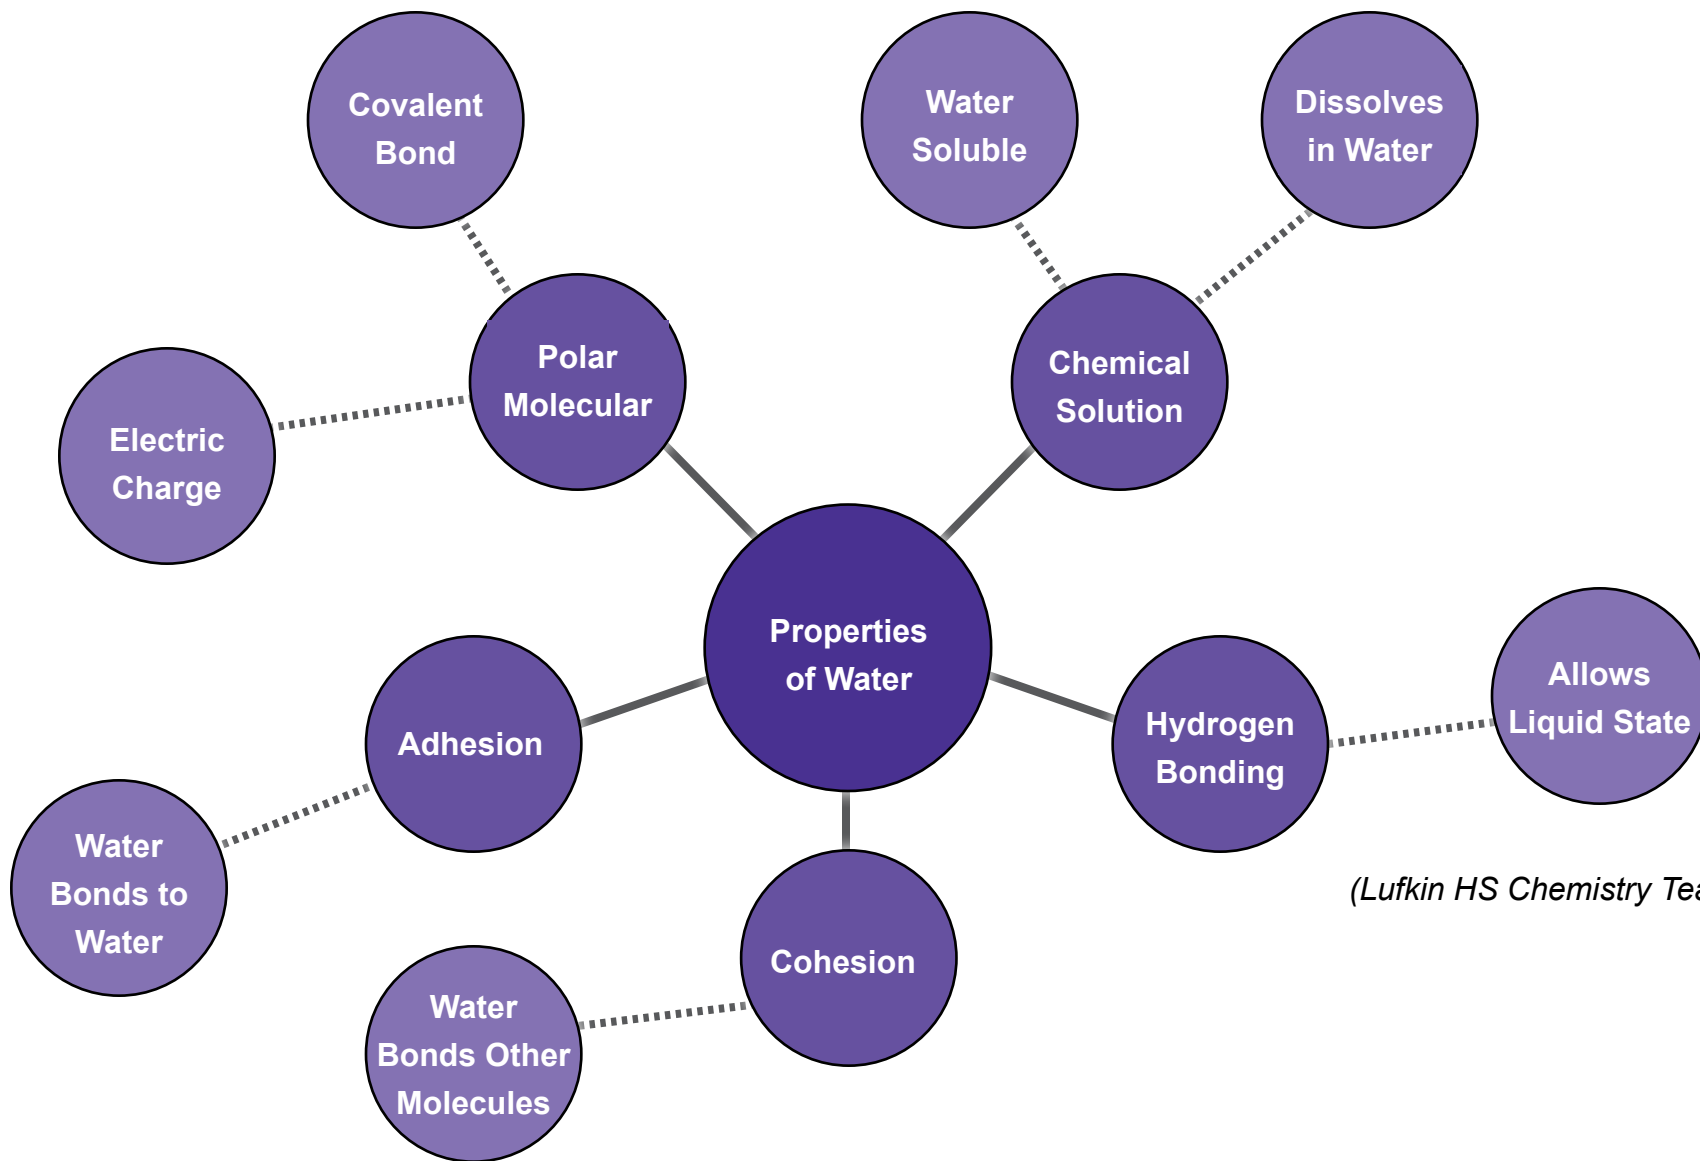 Covalent
Bond
Water
Soluble
Dissolves
in Water
Polar
Molecular
Chemical
Solution
Electric
Charge
Properties
of Water
Allows
Liquid State
Adhesion
Hydrogen
Bonding
Water
Bonds to
Water
(Lufkin HS Chemistry Tea
Cohesion
Water
Bonds Other
Molecules